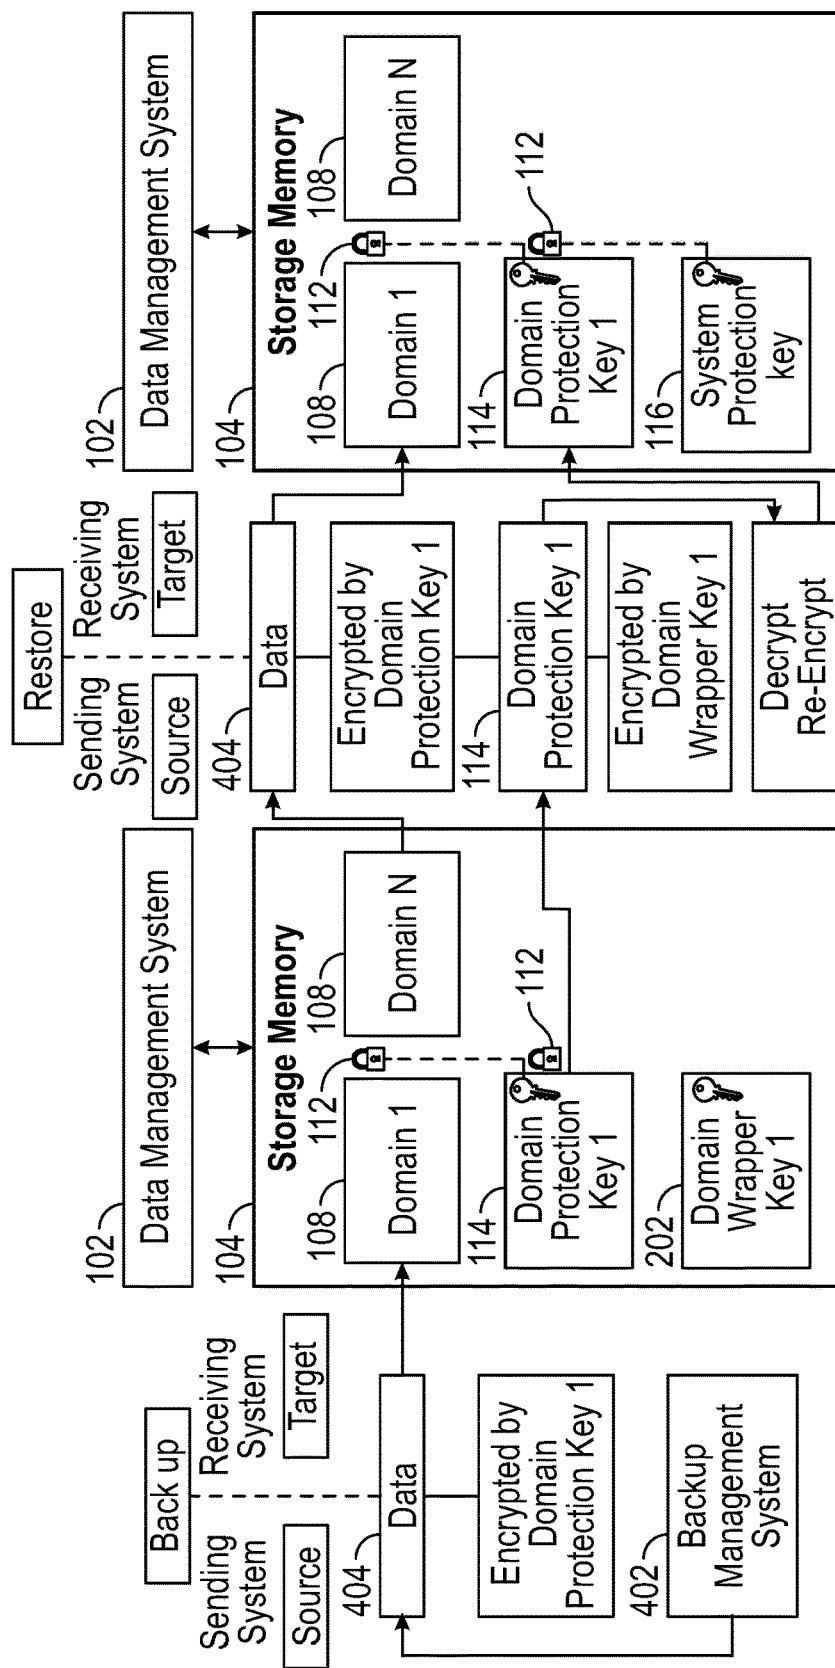 Back up
Sending
System
Receiving
System
Source
Target
404
Data
Encrypted by
Domain
Protection Key 1
402
Backup
Management
System
102
Data Management System
104
Storage Memory
108
Domain 1
112
108
Domain N
114
Domain
Protection
Key 1
112
202
Domain
Wrapper
Key 1
Restore
Sending
System
Receiving
System
Source
Target
404
Data
Encrypted by
Domain
Protection Key 1
114
Domain
Protection Key 1
Encrypted by
Domain
Wrapper Key 1
Decrypt
Re-Encrypt
102
Data Management System
104
Storage Memory
108
Domain 1
112
108
Domain N
114
Domain
Protection
Key 1
112
116
System
Protection
key